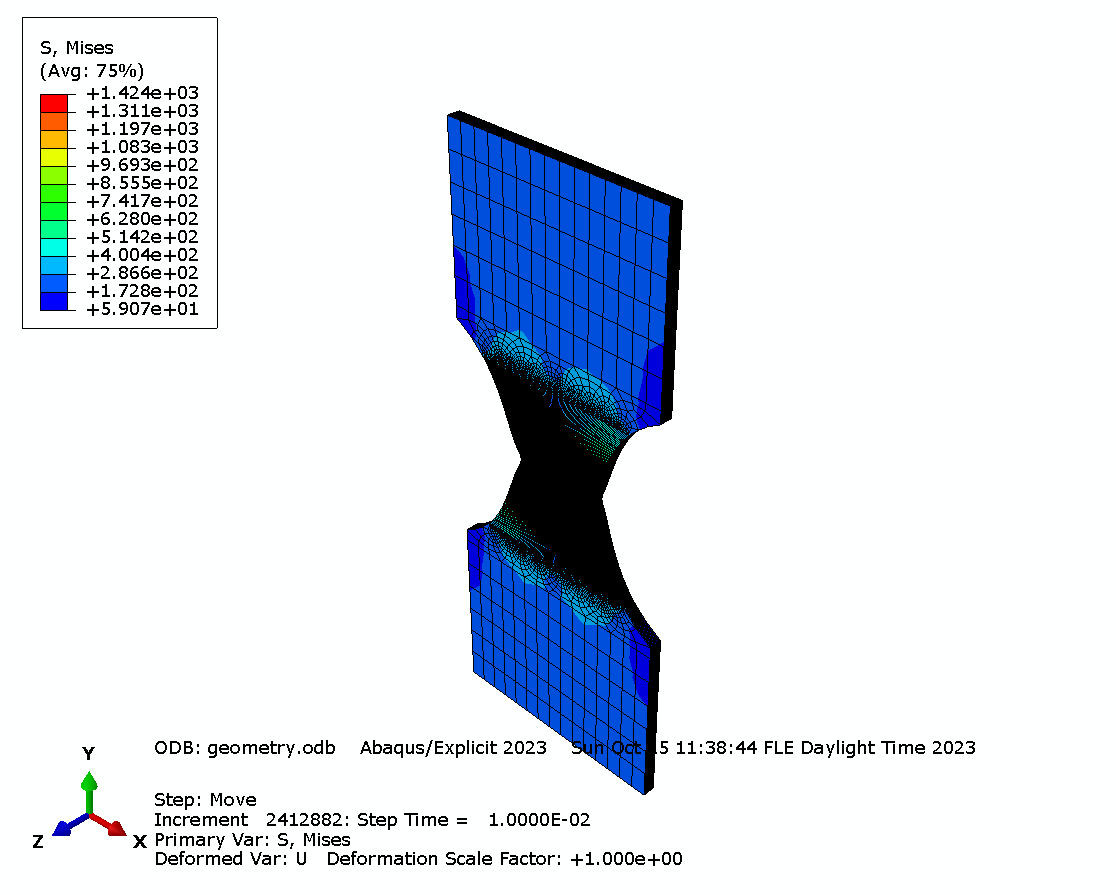 S, Mises
(Avg: 75%)
+1.424e+03
+1.311e+03
+1.197e+03
+1.083e+03
+9.693e+02
+8.555e+02
+7.417e+02
+6.280e+02
+5.142e+02
+4.004e+02
+2.866e+02
+1.728e+02
+5.907e+01
Y
Z
X
ODB: geometry.odb Abaqus/Explicit 2023 Sun Oct 11:38:44 FLE Daylight Time 2023
Step: Move
Increment 2412882: Step Time = 1.0000E-02
Primary Var: S, Mises
Deformed Var: U Deformation Scale Factor: +1.000e+00